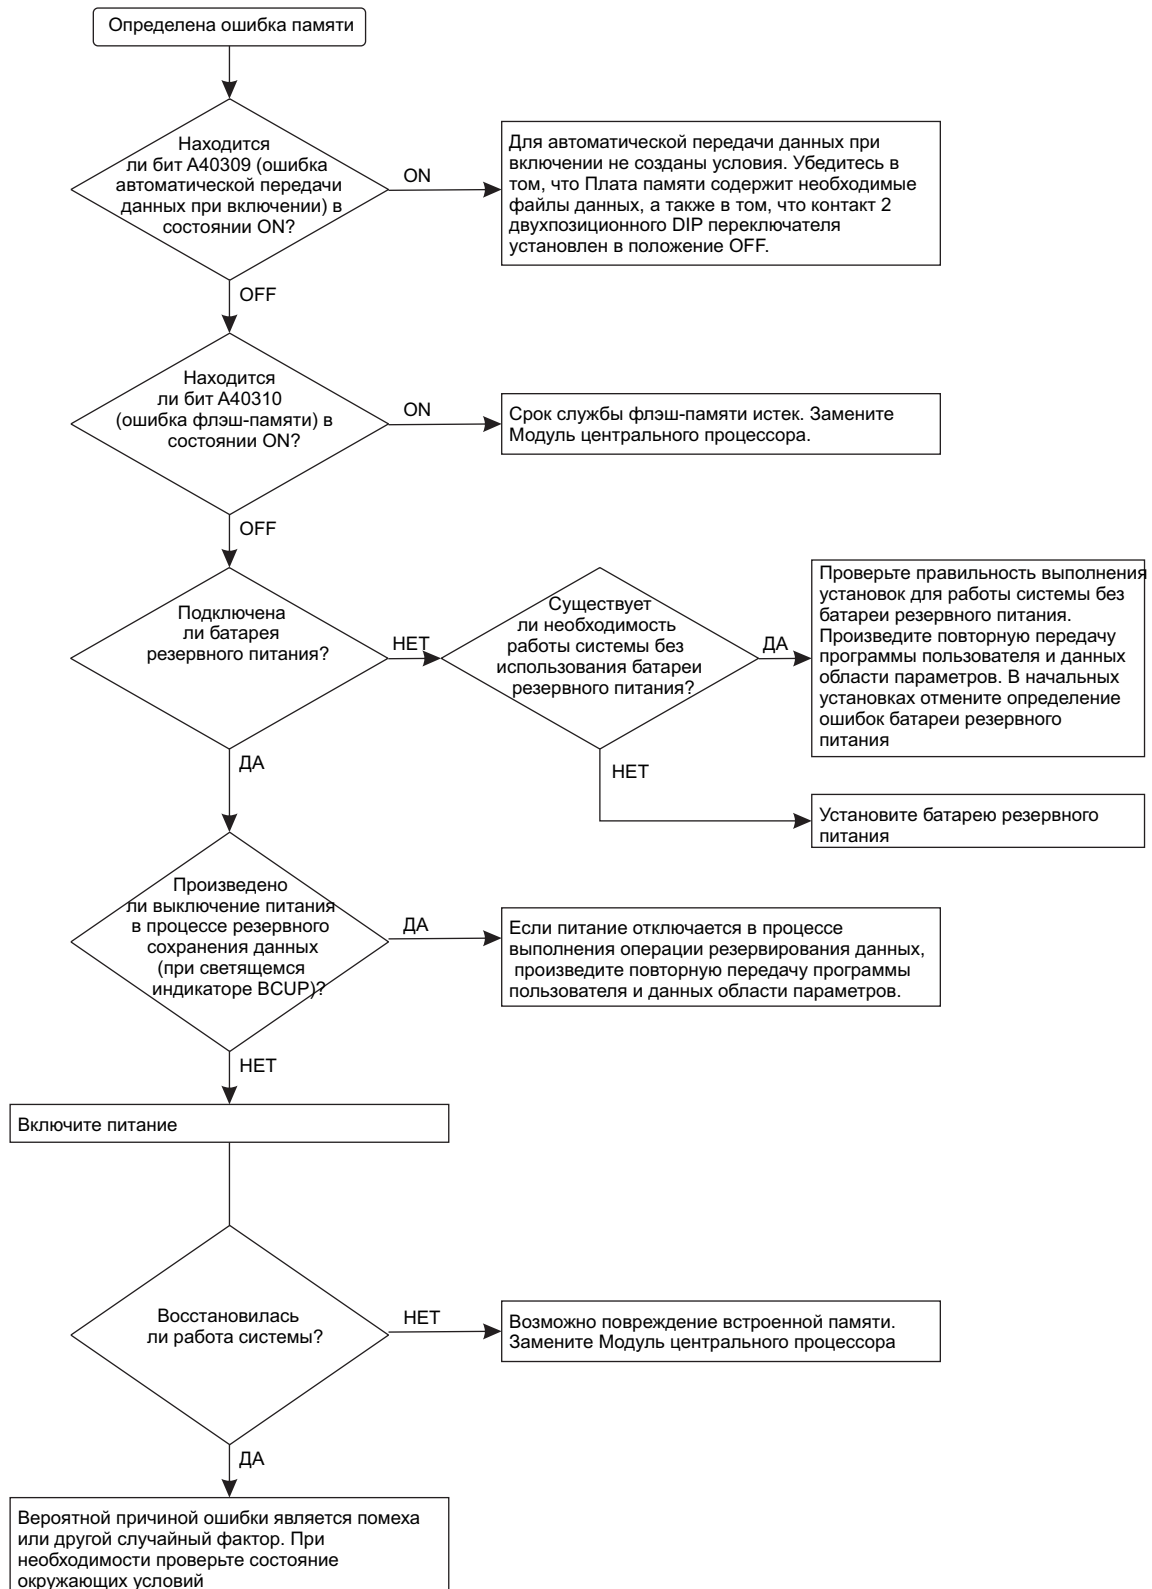 Определена ошибка памяти
Находится
ли бит A40309 (ошибка
автоматической передачи
данных при включении) в
состоянии ON?
ON
Для автоматической передачи данных при
включении не созданы условия. Убедитесь в
том, что Плата памяти содержит необходимые
файлы данных, а также в том, что контакт 2
двухпозиционного DIP переключателя
установлен в положение OFF.
OFF
Находится
ли бит A40310
(ошибка флэш-памяти) в
состоянии ON?
ON
Срок службы флэш-памяти истек. Замените
Модуль центрального процессора.
OFF
Подключена
ли батарея
резервного питания?
НЕТ
Существует
ли необходимость
работы системы без
использования батареи
резервного питания?
ДА
Проверьте правильность выполнения
установок для работы системы без
батареи резервного питания.
Произведите повторную передачу
программы пользователя и данных
области параметров. В начальных
установках отмените определение
ошибок батареи резервного
питания
НЕТ
Установите батарею резервного
питания
ДА
Произведено
ли выключение питания
в процессе резервного
сохранения данных
(при светящемся
индикаторе BCUP)?
ДА
Если питание отключается в процессе
выполнения операции резервирования данных,
произведите повторную передачу программы
пользователя и данных области параметров.
НЕТ
Включите питание
Восстановилась
ли работа системы?
НЕТ
Возможно повреждение встроенной памяти.
Замените Модуль центрального процессора
ДА
Вероятной причиной ошибки является помеха
или другой случайный фактор. При
необходимости проверьте состояние
окружающих условий